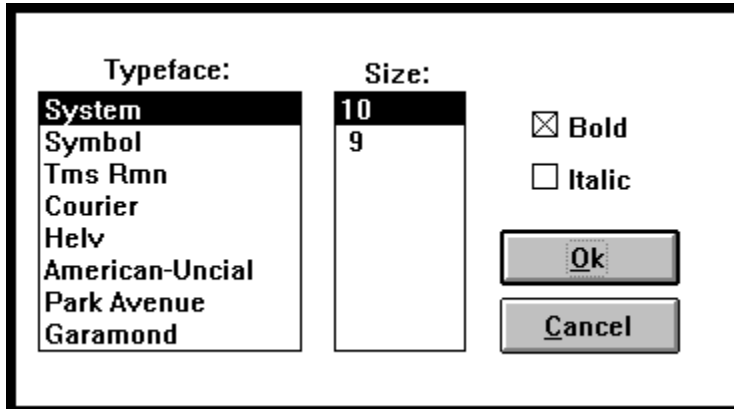 Typeface:
System
Symbol
Tms Rmn
Courier
Helv
American-Uncial
Park Avenue
Garamond
Size:
10
9
Bold
Italic
Ok
Cancel